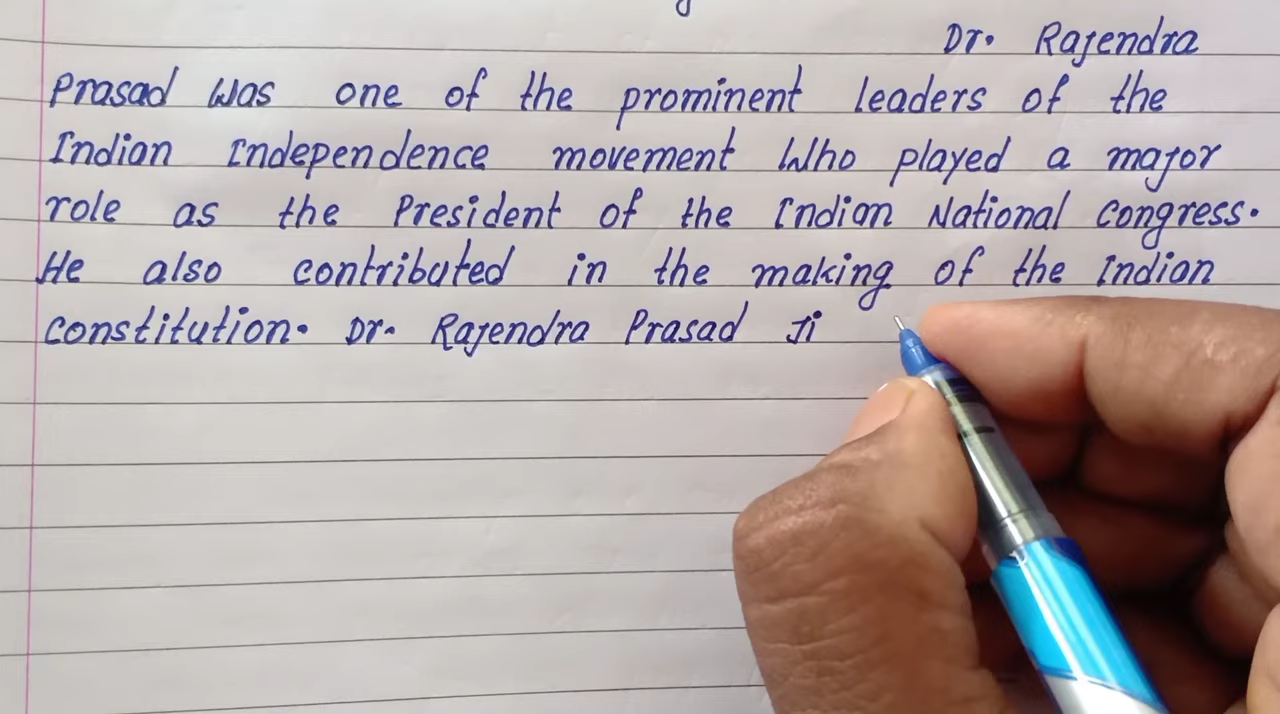 Dr. Rajendra
Prasad was one of the prominent leaders of the
Indian Independence movement who played a major
role as the President of the Indian National Congress.
He also contributed in the making of the Indian
constitution. Dr. Rajendra Prasad Ji